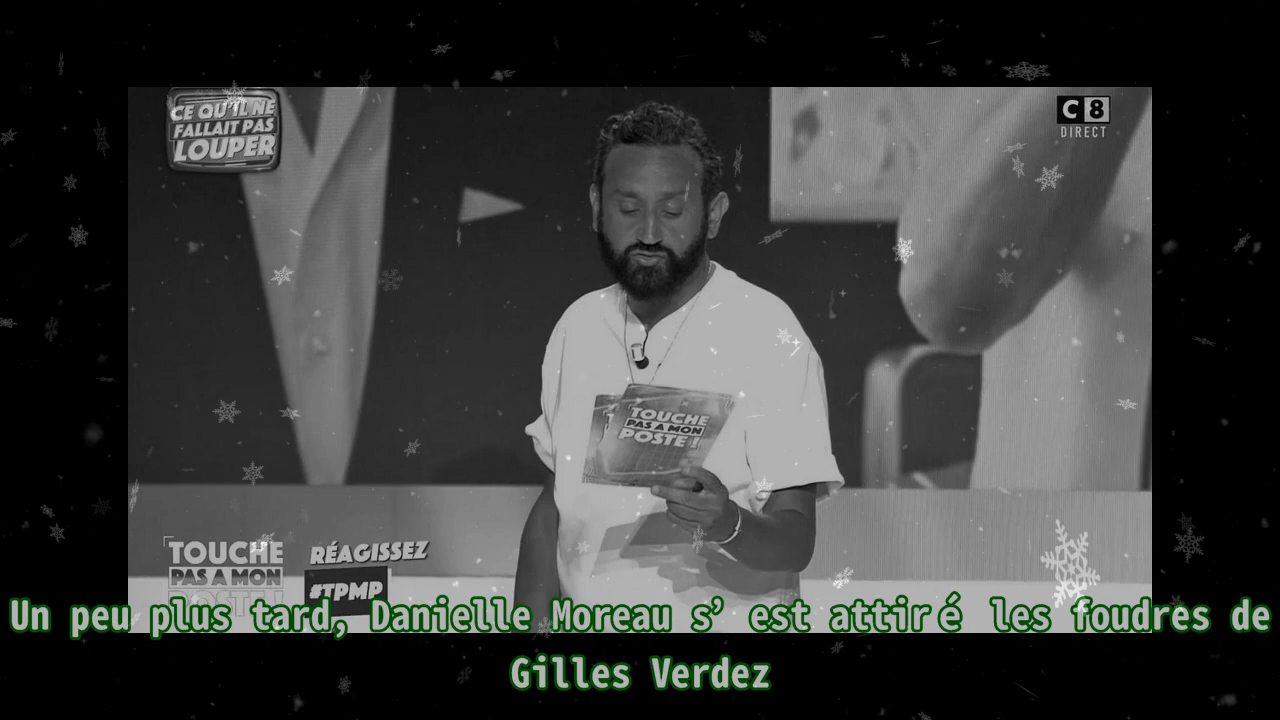 CE QU'IL NE
FALLAIT PAS
LOUPER
C8
DIRECT
TOUCHE
PAS A MON
POSTE !
TOUCHE
PAS A MON
POSTE !
RÉAGISSEZ
#TPMP
Un peu plus tard, Danielle Moreau s’ est attiré les foudres de
Gilles Verdez